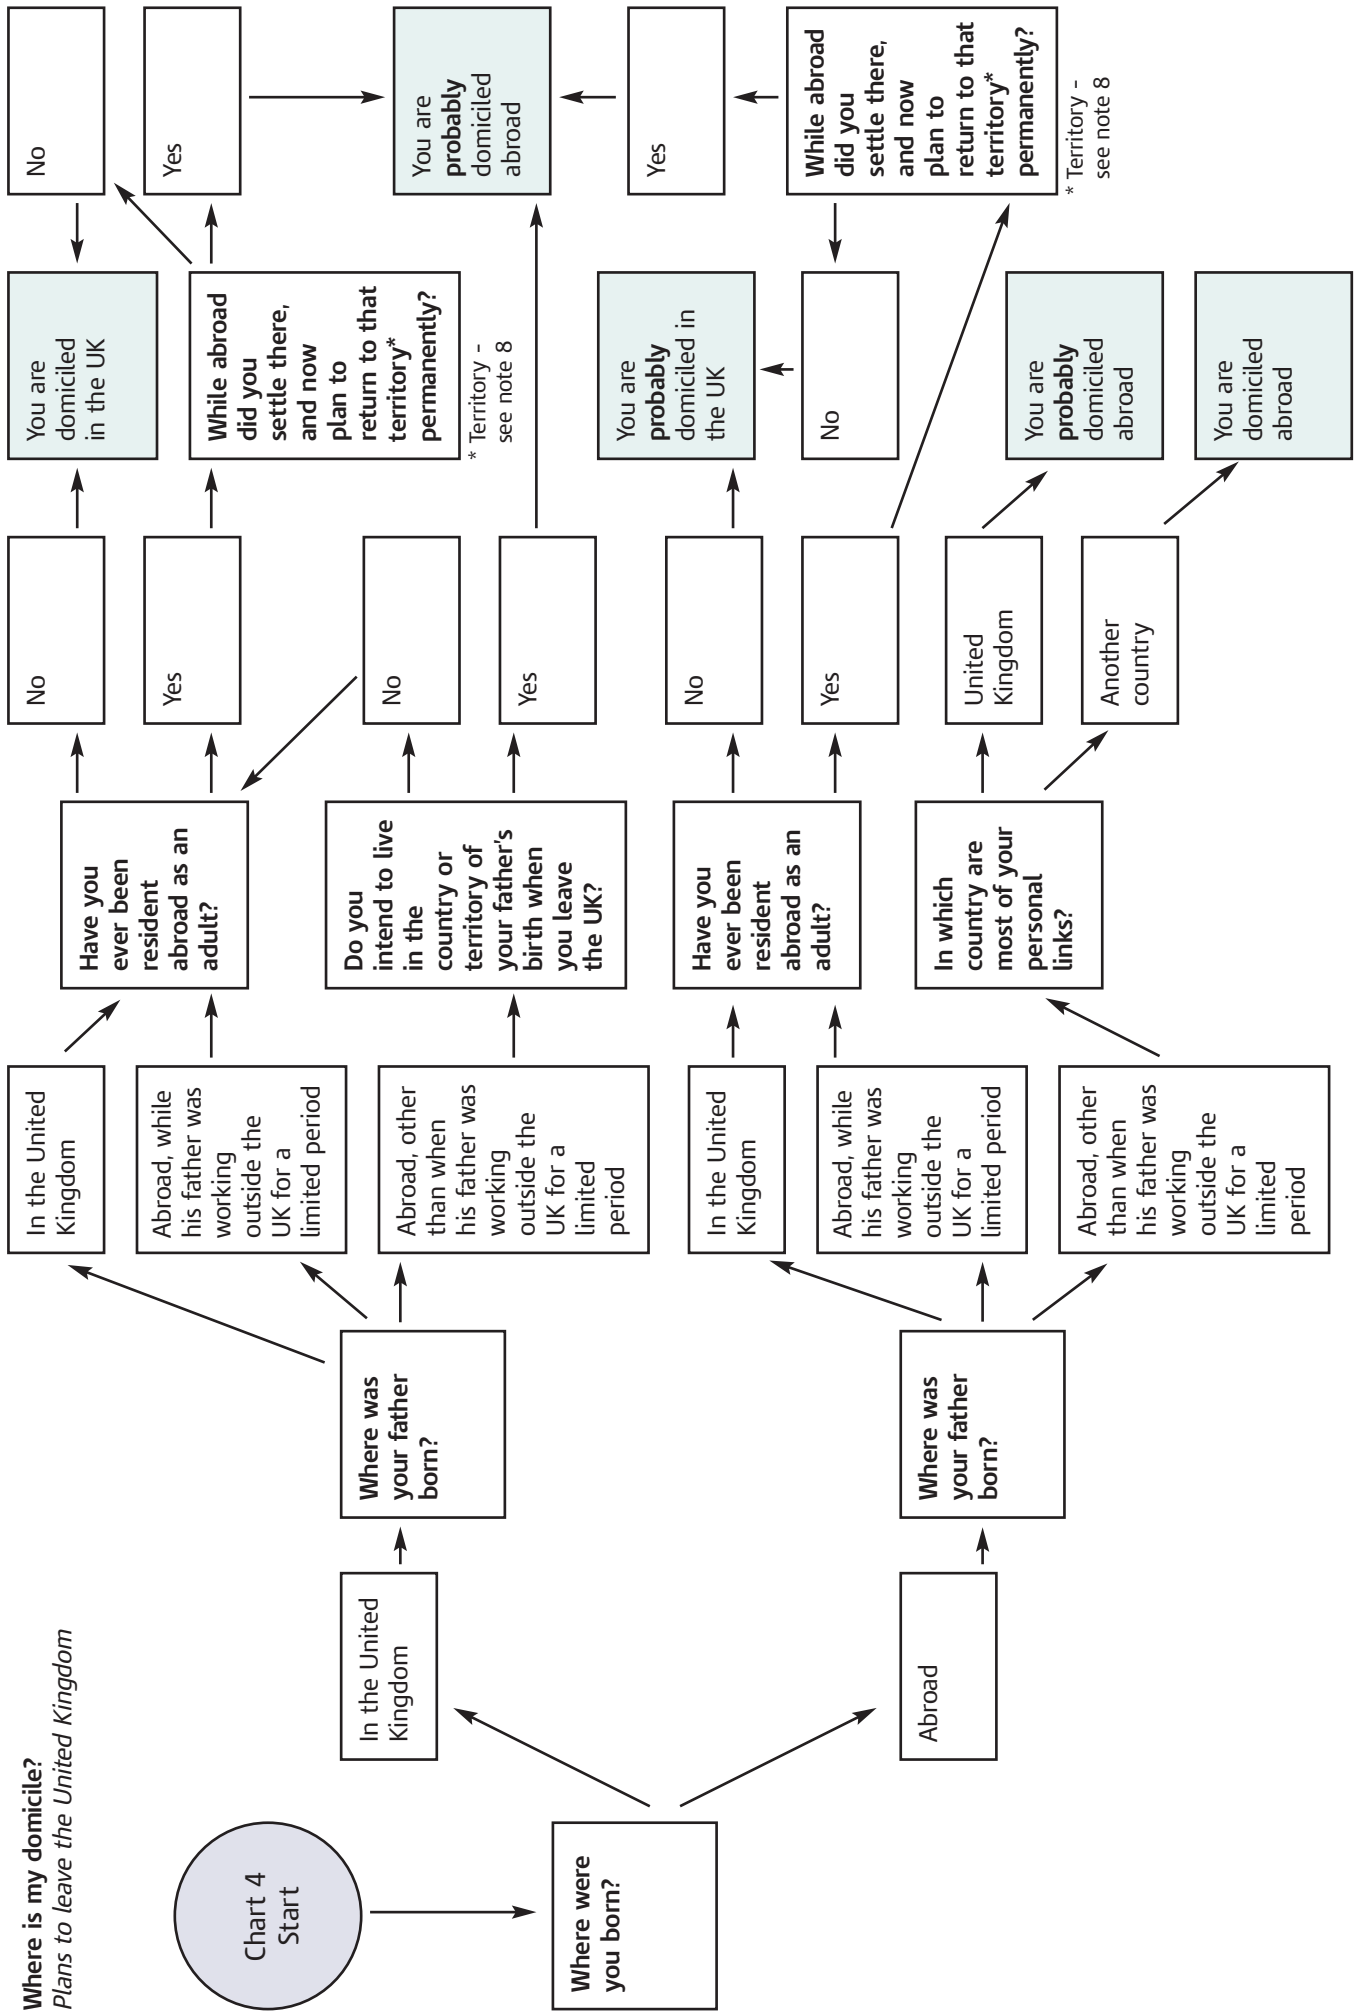 Where is my domicile?
Plans to leave the United Kingdom
Chart 4
Start
Where were
you born?
In the United
Kingdom
Abroad
Where was
your father
born?
Where was
your father
born?
In the United
Kingdom
Abroad, while
his father was
working
outside the
UK for a
limited period
Abroad, other
than when
his father was
working
outside the
UK for a
limited
period
In the United
Kingdom
Abroad, while
his father was
working
outside the
UK for a
limited period
Abroad, other
than when
his father was
working
outside the
UK for a
limited
period
Have you
ever been
resident
abroad as an
adult?
Do you
intend to live
in the
country or
territory of
your father's
birth when
you leave
the UK?
Have you
ever been
resident
abroad as an
adult?
In which
country are
most of your
personal
links?
No
Yes
No
Yes
No
Yes
United
Kingdom
Another
country
You are
domiciled
in the UK
While abroad
did you
settle there,
and now
plan to
return to that
territory*
permanently?
* Territory -
see note 8
You are
probably
domiciled in
the UK
No
You are
probably
domiciled
abroad
You are
domiciled
abroad
No
Yes
You are
probably
domiciled
abroad
Yes
While abroad
did you
settle there,
and now
plan to
return to that
territory*
permanently?
* Territory -
see note 8